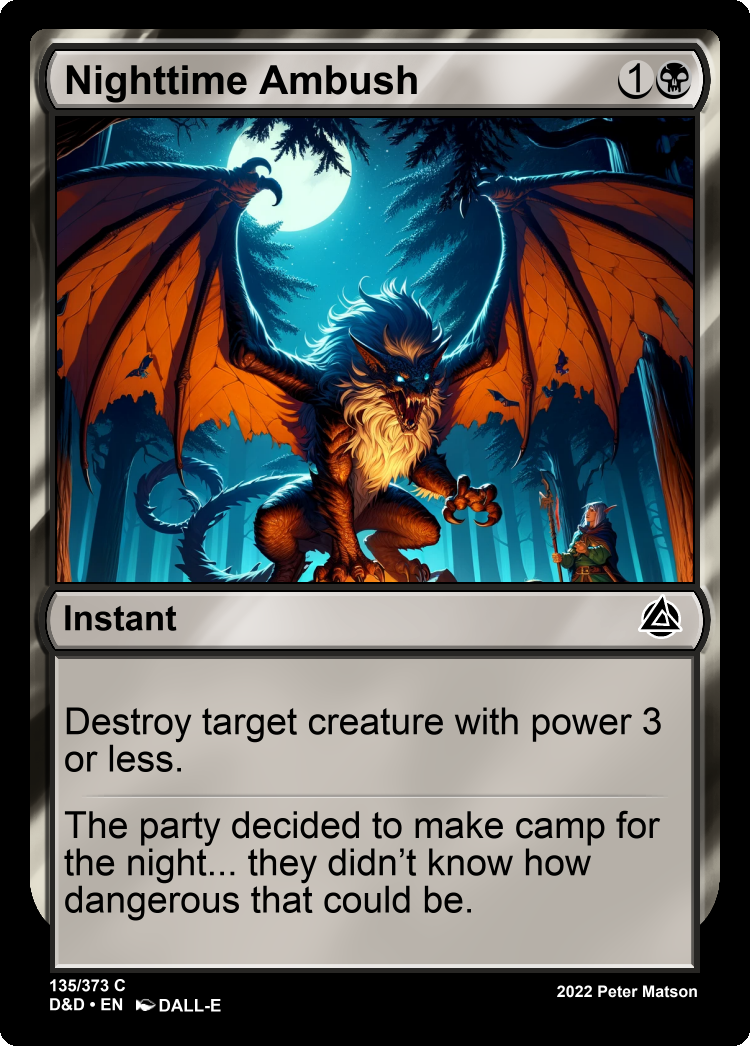 Nighttime Ambush
1
Instant
Destroy target creature with power 3
or less.
The party decided to make camp for
the night... they didn't know how
dangerous that could be.
135/373 C
D&D • EN DALL-E
2022 Peter Matson